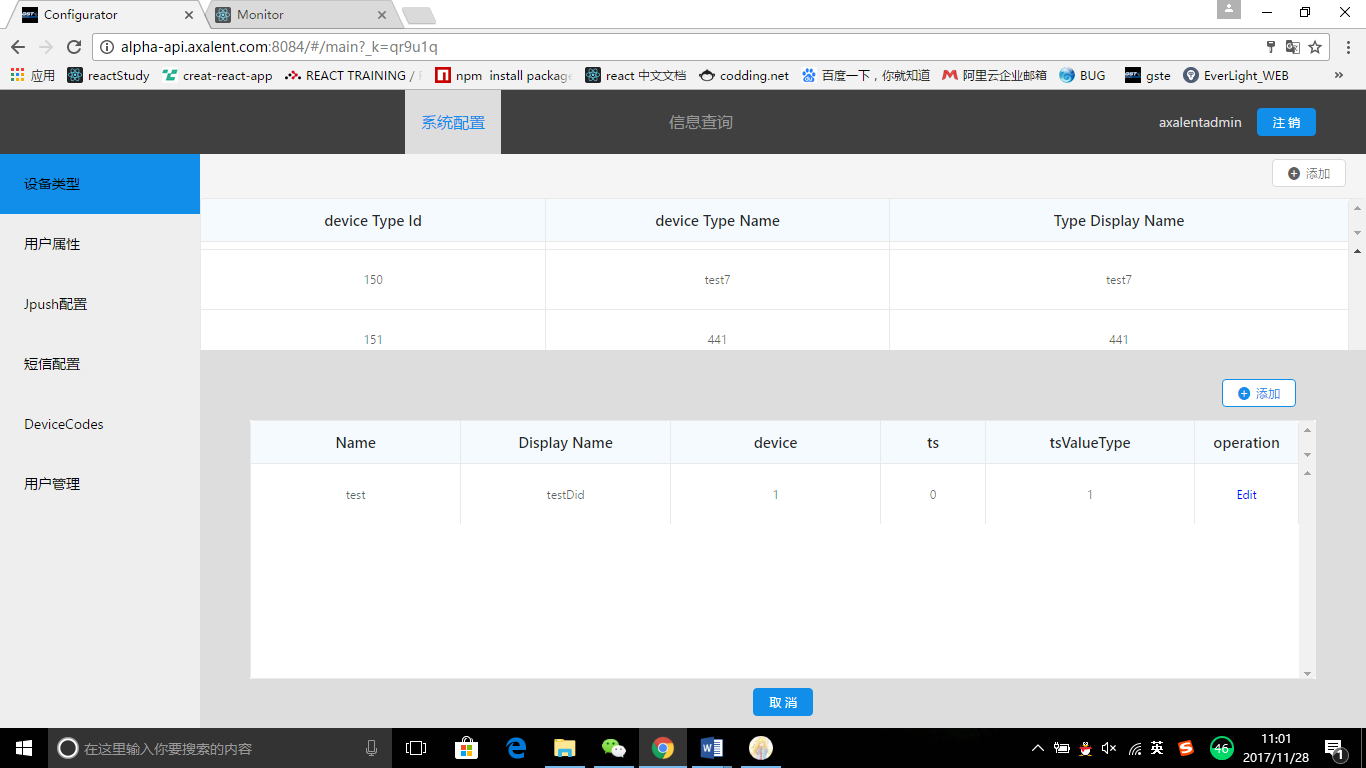 Configurator
Monitor
alpha-api.axalent.com:8084/#/main?_k=qr9u1q
应用 reactStudy creat-react-app REACT TRAINING / npm install package react 中文文档 codding.net 百度一下，你就知道 阿里云企业邮箱 BUG gste EverLight_WEB »
系统配置 信息查询 axalentadmin 注 销
设备类型
用户属性
Jpush配置
短信配置
DeviceCodes
用户管理
添加
device Type Id device Type Name Type Display Name
150 test7 test7
151 441 441
添加
Name Display Name device ts tsValueType operation
test testDid 1 0 1 Edit
取 消
在这里输入你要搜索的内容
英 46
11:01
2017/11/28
1